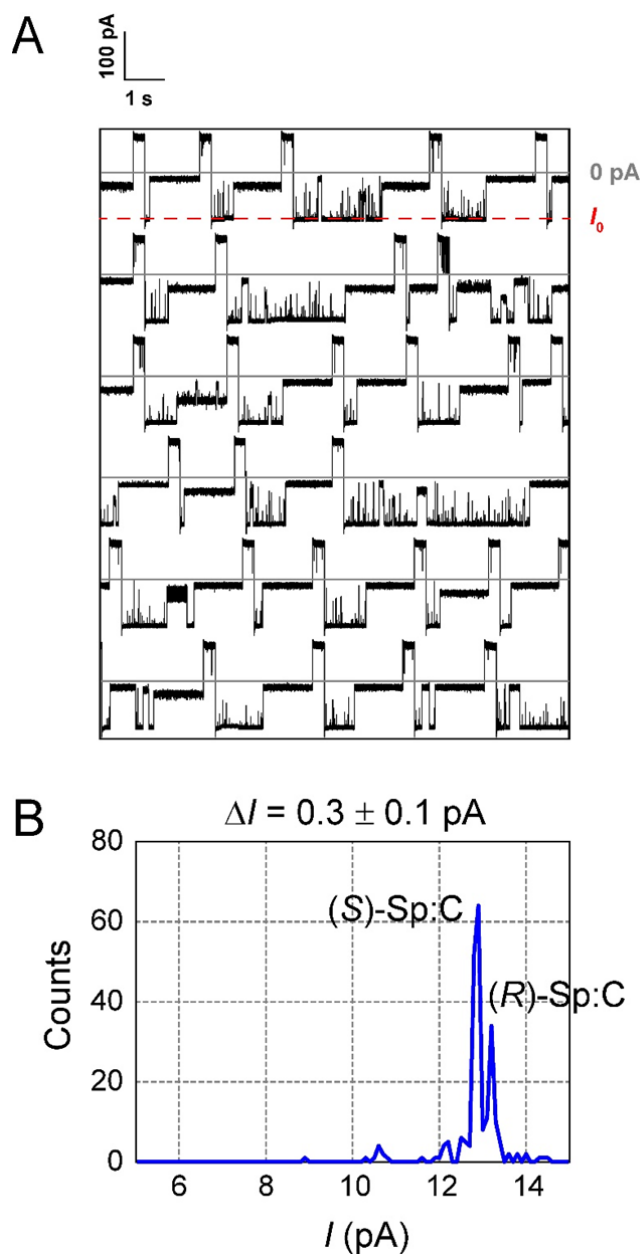 A
100 pA
1 s
0 pA
I0
B
ΔI = 0.3 ± 0.1 pA
80
60
40
20
0
Counts
(S)-Sp:C
(R)-Sp:C
6 8 10 12 14
I (pA)